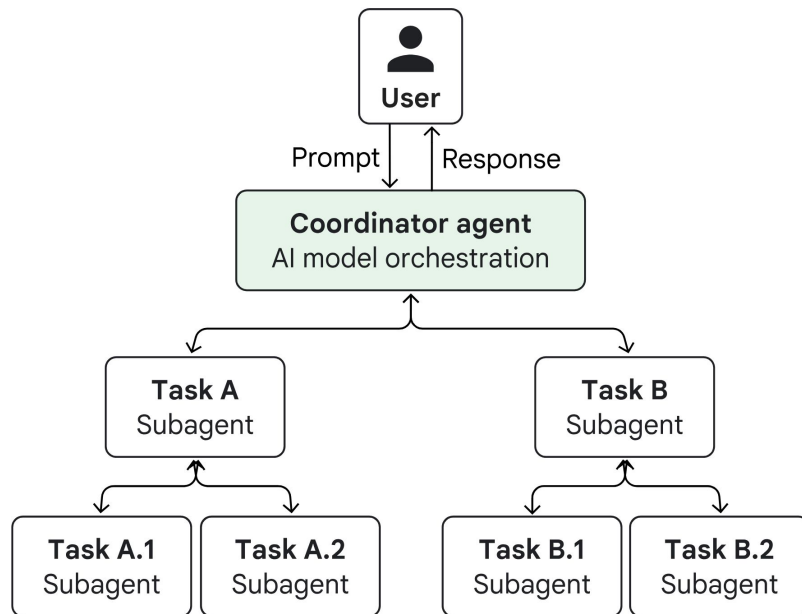 User
Prompt
Response
Coordinator agent
AI model orchestration
Task A
Subagent
Task B
Subagent
Task A.1
Subagent
Task A.2
Subagent
Task B.1
Subagent
Task B.2
Subagent